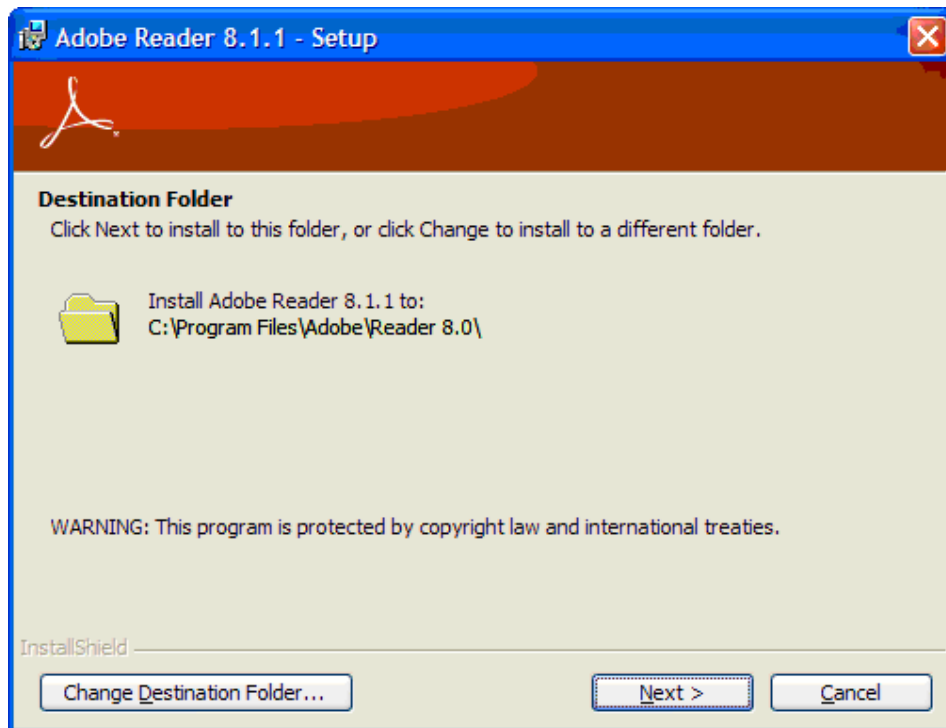 Adobe Reader 8.1.1 - Setup
Destination Folder
Click Next to install to this folder, or click Change to install to a different folder.
Install Adobe Reader 8.1.1 to:
C:\Program Files\Adobe\Reader 8.0\
WARNING: This program is protected by copyright law and international treaties.
InstallShield
Change Destination Folder... Next > Cancel